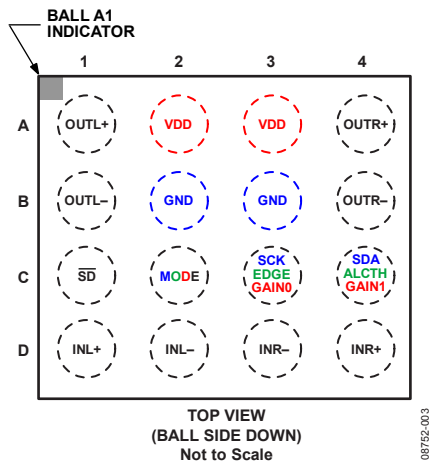 BALL A1
INDICATOR
1 2 3 4
A OUTL+ VDD VDD OUTR+
B OUTL– GND GND OUTR–
C SD MODE SCK EDGE GAIN0 SDA ALCTH GAIN1
D INL+ INL– INR– INR+
TOP VIEW
(BALL SIDE DOWN)
Not to Scale
08752-003